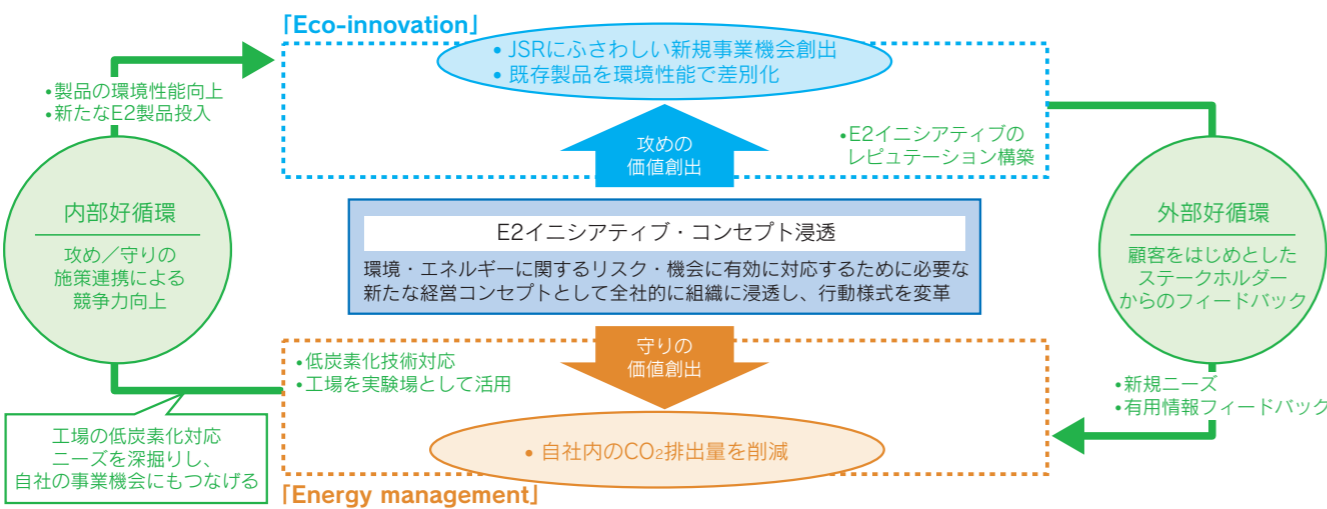 「Eco-innovation」
• JSRにふさわしい新規事業機会創出
• 既存製品を環境性能で差別化
•製品の環境性能向上
•新たなE2製品投入
攻めの
価値創出
•E2イニシアティブの
レピュテーション構築
内部好循環
攻め／守りの
施策連携による
競争力向上
E2イニシアティブ・コンセプト浸透
環境・エネルギーに関するリスク・機会に有効に対応するために必要な
新たな経営コンセプトとして全社的に組織に浸透し、行動様式を変革
外部好循環
顧客をはじめとした
ステークホルダー
からのフィードバック
守りの
価値創出
•低炭素化技術対応
•工場を実験場として活用
•新規ニーズ
•有用情報フィードバック
工場の低炭素化対応
ニーズを深掘りし、
自社の事業機会にもつなげる
• 自社内のCO₂排出量を削減
「Energy management」